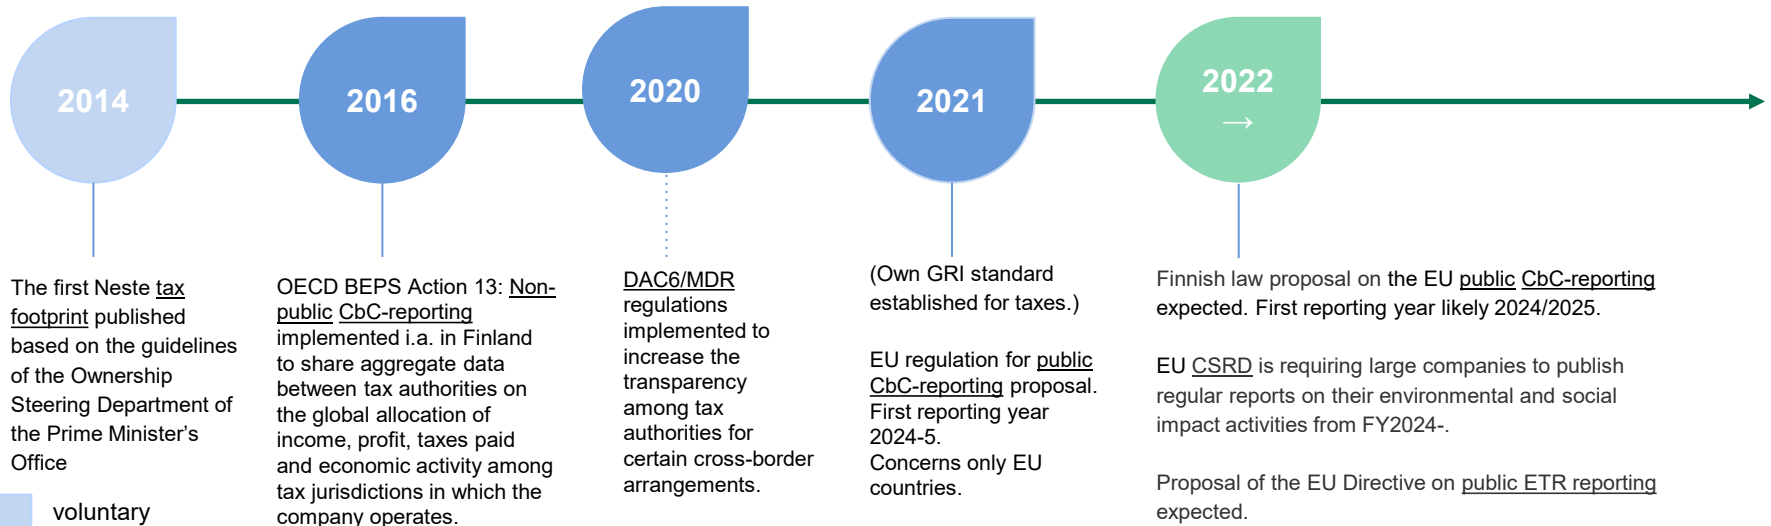 2014
2016
2020
2021
2022
→
The first Neste tax
footprint published
based on the guidelines
of the Ownership
Steering Department of
the Prime Minister's
Office
voluntary
OECD BEPS Action 13: Non-
public CbC-reporting
implemented i.a. in Finland
to share aggregate data
between tax authorities on
the global allocation of
income, profit, taxes paid
and economic activity among
tax jurisdictions in which the
company operates.
DAC6/MDR
regulations
implemented to
increase the
transparency
among tax
authorities for
certain cross-border
arrangements.
(Own GRI standard
established for taxes.)
EU regulation for public
CbC-reporting proposal.
First reporting year
2024-5.
Concerns only EU
countries.
Finnish law proposal on the EU public CbC-reporting
expected. First reporting year likely 2024/2025.
EU CSRD is requiring large companies to publish
regular reports on their environmental and social
impact activities from FY2024-.
Proposal of the EU Directive on public ETR reporting
expected.